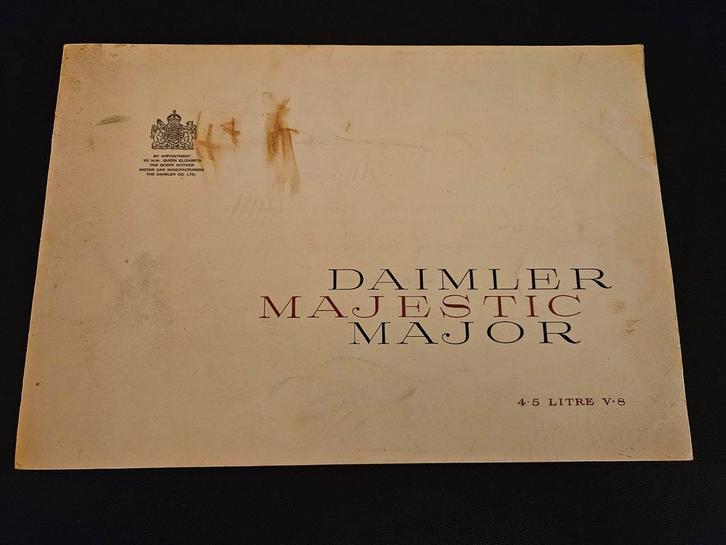 BY APPOINTMENT
TO H.M. QUEEN ELIZABETH
THE QUEEN MOTHER
MOTOR CAR MANUFACTURERS
THE DAIMLER CO. LTD.
DAIMLER
MAJESTIC
MAJOR
4·5 LITRE V·8